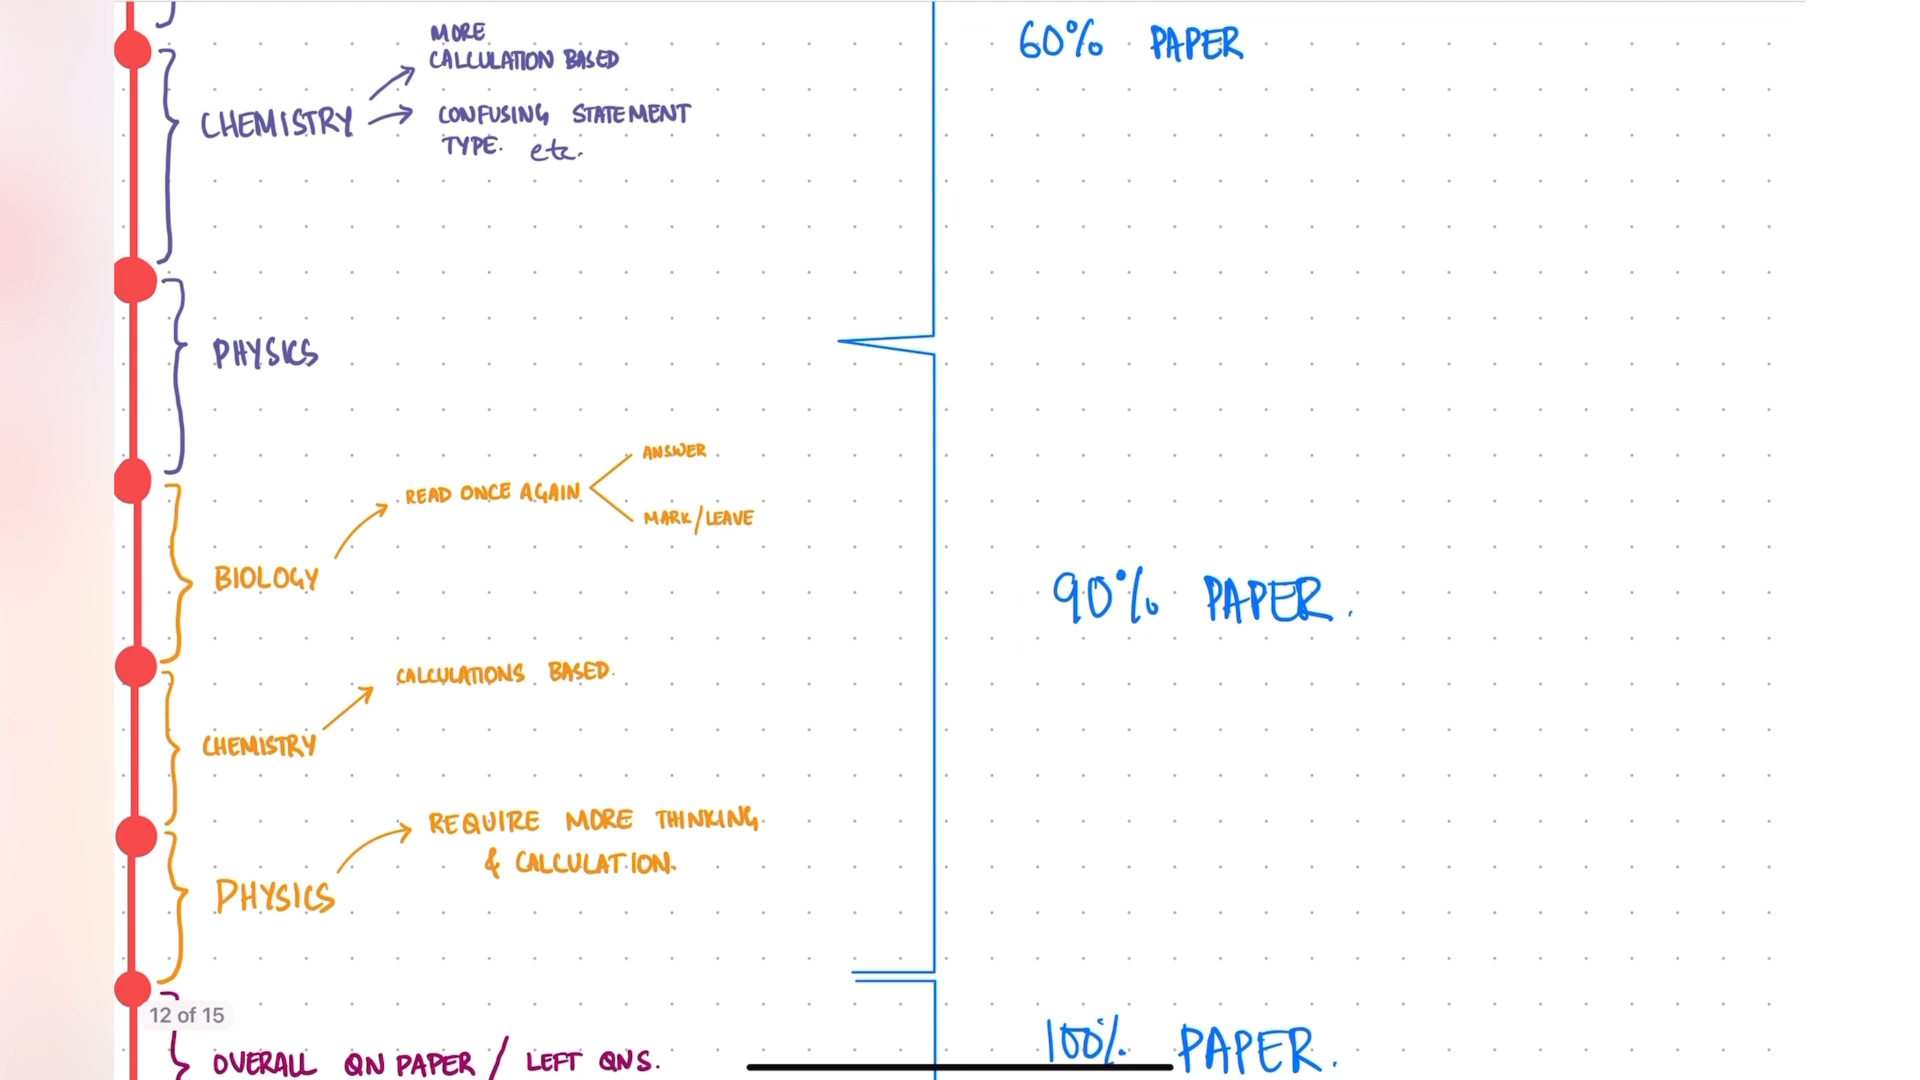 60% PAPER
MORE
CALCULATION BASED
CHEMISTRY
CONFUSING STATEMENT
TYPE. etc.
PHYSICS
ANSWER
READ ONCE AGAIN
MARK/LEAVE
BIOLOGY
90% PAPER.
CALCULATIONS BASED.
CHEMISTRY
REQUIRE MORE THINKING
& CALCULATION.
PHYSICS
12 of 15
100% PAPER.
OVERALL QN PAPER / LEFT QNS.